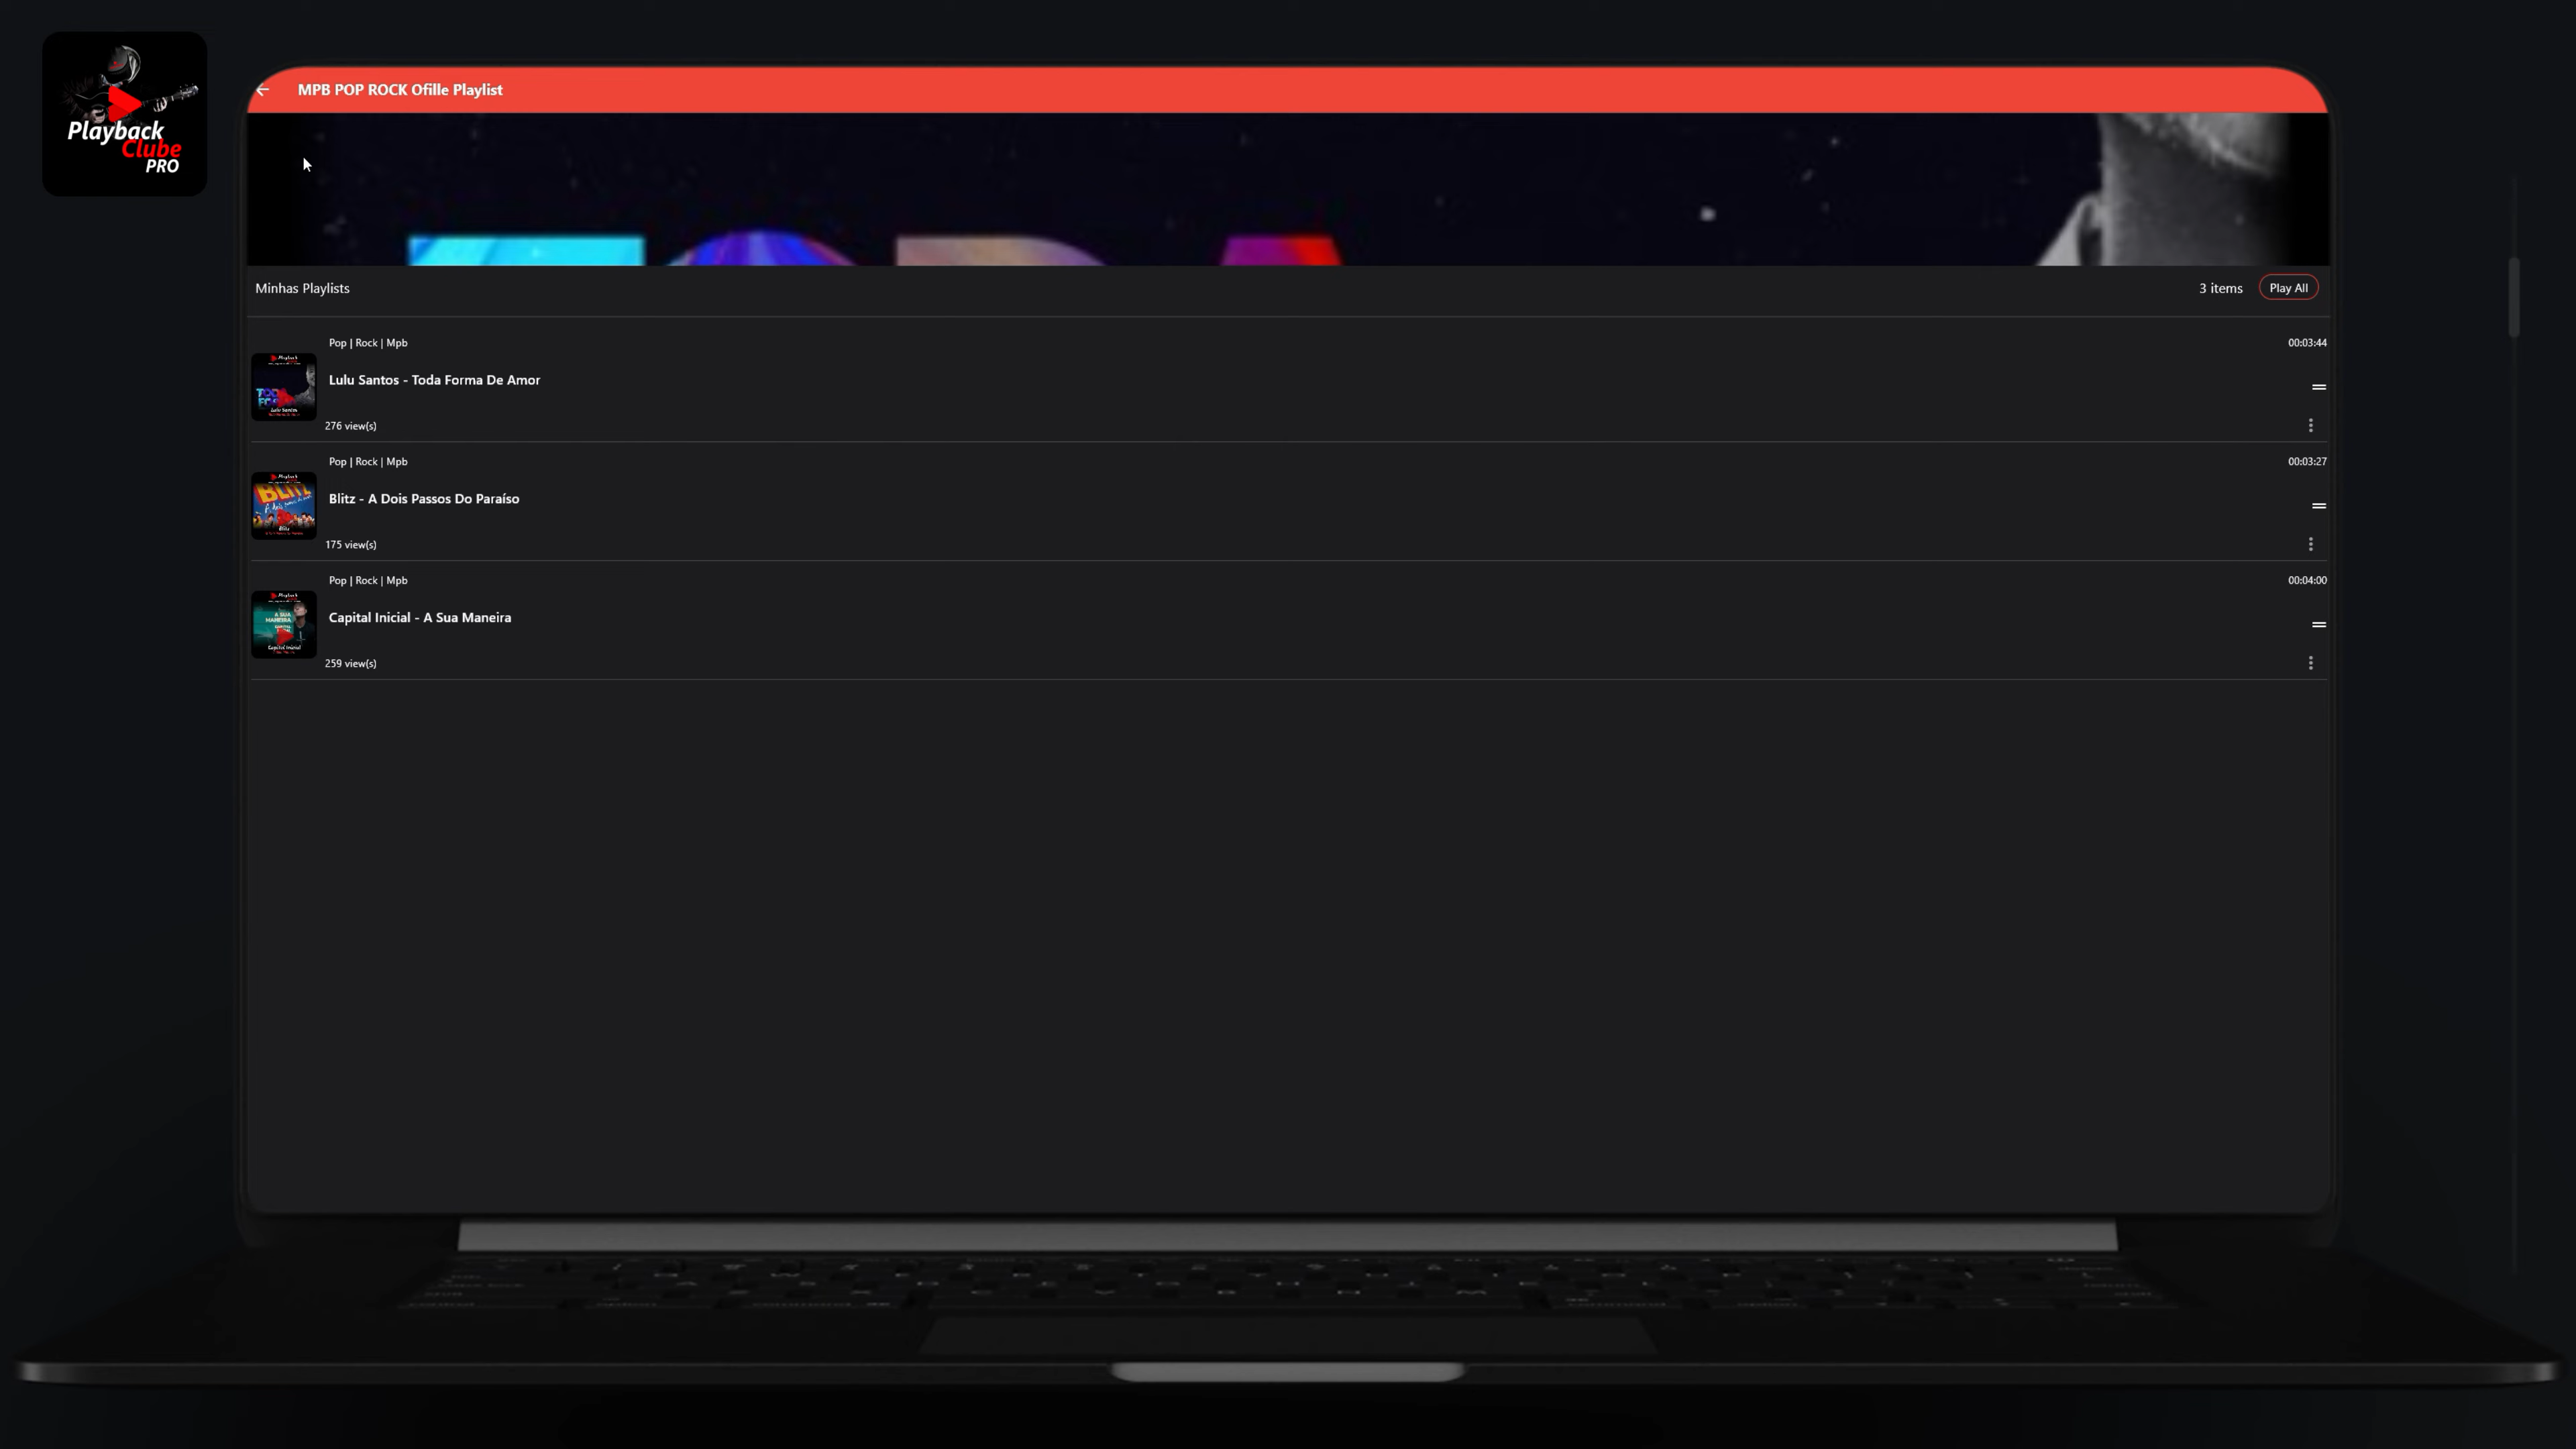 Playback
Clube
PRO
MPB POP ROCK Ofille Playlist
Minhas Playlists
3 items
Play All
Pop | Rock | Mpb
00:03:44
Lulu Santos - Toda Forma De Amor
276 view(s)
Pop | Rock | Mpb
00:03:27
Blitz - A Dois Passos Do Paraíso
175 view(s)
Pop | Rock | Mpb
00:04:00
Capital Inicial - A Sua Maneira
259 view(s)